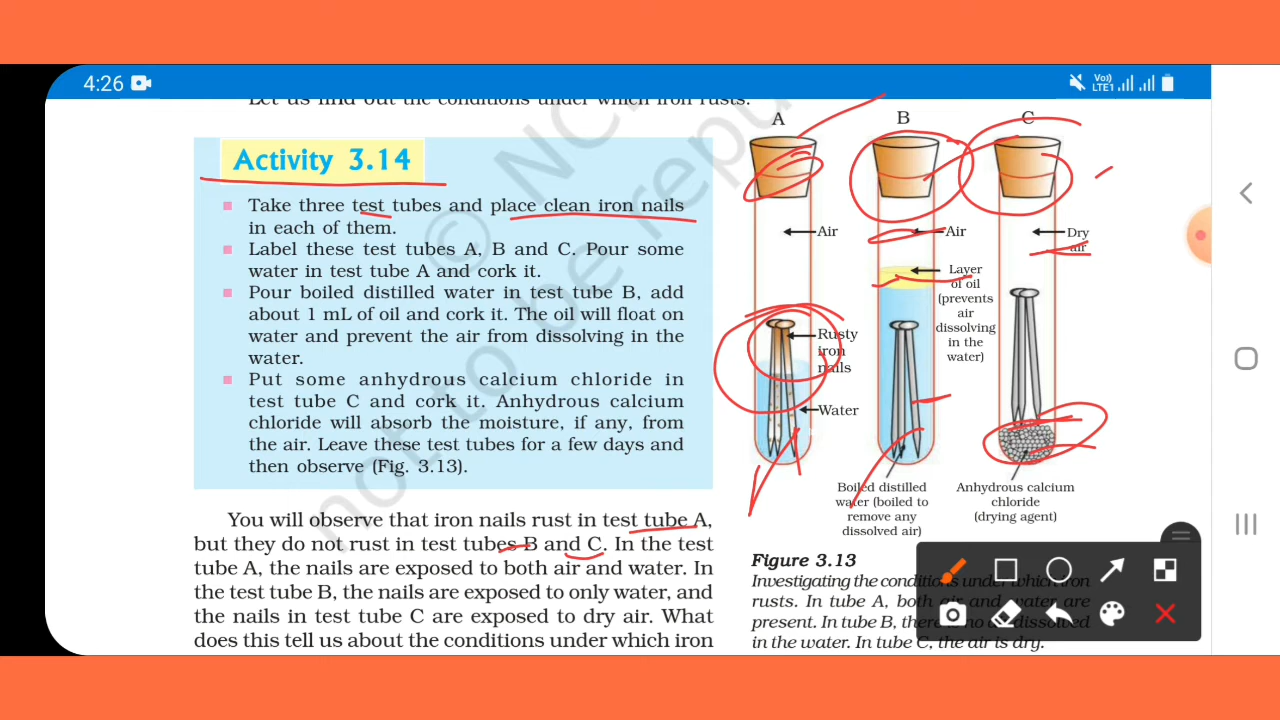 4:26
Vo)) LTE1
Let us find out the conditions under which iron rusts.
Activity 3.14
Take three test tubes and place clean iron nails
in each of them.
Label these test tubes A, B and C. Pour some
water in test tube A and cork it.
Pour boiled distilled water in test tube B, add
about 1 mL of oil and cork it. The oil will float on
water and prevent the air from dissolving in the
water.
Put some anhydrous calcium chloride in
test tube C and cork it. Anhydrous calcium
chloride will absorb the moisture, if any, from
the air. Leave these test tubes for a few days and
then observe (Fig. 3.13).
You will observe that iron nails rust in test tube A,
but they do not rust in test tubes B and C. In the test
tube A, the nails are exposed to both air and water. In
the test tube B, the nails are exposed to only water, and
the nails in test tube C are exposed to dry air. What
does this tell us about the conditions under which iron
A
B
C
Air
Air
Dry
air
Layer
of oil
(prevents
air
dissolving
in the
water)
Rusty
iron
nails
Water
Boiled distilled
water (boiled to
remove any
dissolved air)
Anhydrous calcium
chloride
(drying agent)
Figure 3.13
Investigating the conditions under which iron
rusts. In tube A, both air and water are
present. In tube B, there is no air dissolved
in the water. In tube C, the air is dry.
© NC
not to be repu